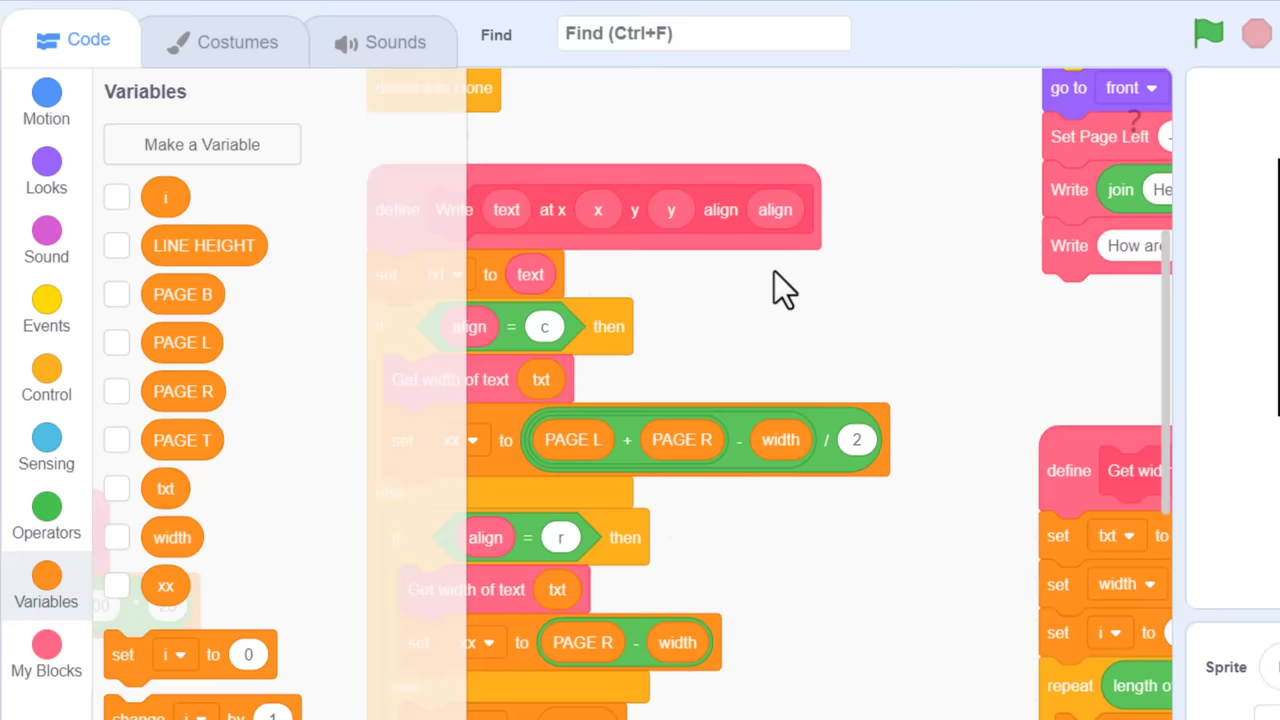 Code Costumes Sounds Find Find (Ctrl+F)
Motion
Looks
Sound
Events
Control
Sensing
Operators
Variables
My Blocks
Variables
Make a Variable
i
LINE HEIGHT
PAGE B
PAGE L
PAGE R
PAGE T
txt
width
xx
set i to 0
change i by 1
clone
define Write text at x x y y align align
set txt to text
if align = c then
Get width of text txt
set xx to PAGE L + PAGE R - width / 2
else
if align = r then
Get width of text txt
set xx to PAGE R - width
go to front
?
Set Page Left
Write join He
Write How are
define Get wid
set txt to
set width
set i to
repeat length o
Sprite